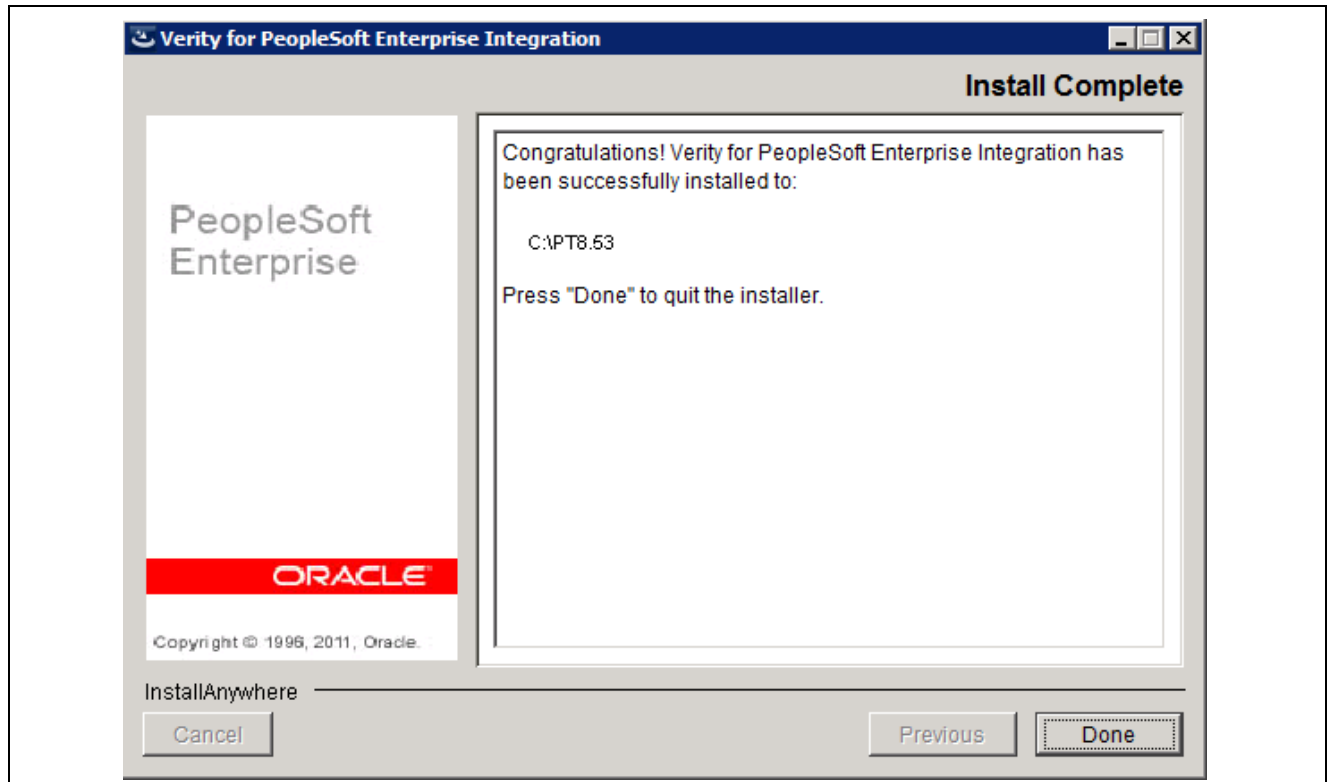 Verity for PeopleSoft Enterprise Integration
Install Complete
PeopleSoft
Enterprise
ORACLE
Copyright © 1996, 2011, Oracle.
Congratulations! Verity for PeopleSoft Enterprise Integration has
been successfully installed to:
C:\PT8.53
Press "Done" to quit the installer.
InstallAnywhere
Cancel
Previous
Done